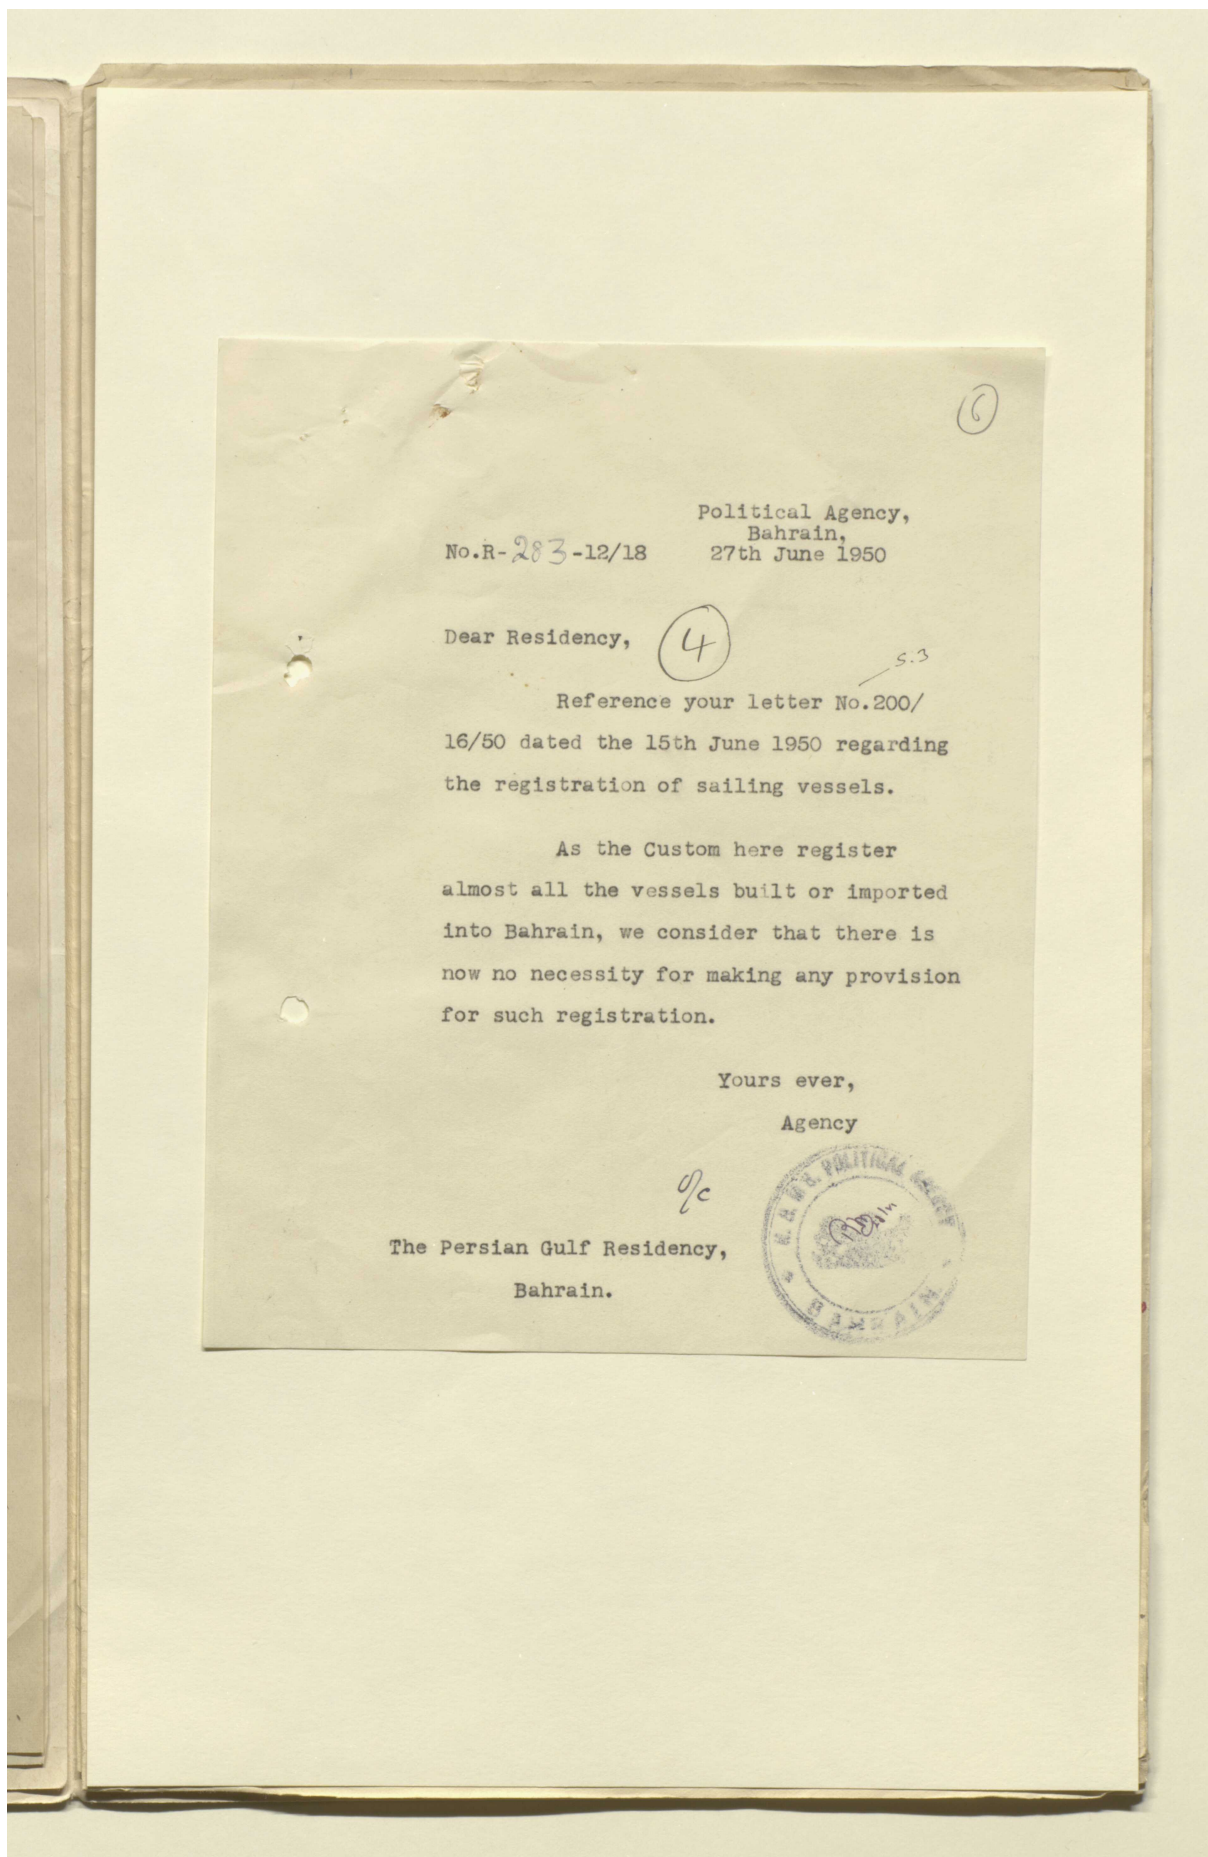 6
Political Agency,
Bahrain,
No.R-283-12/18 27th June 1950
Dear Residency, 4
S.3
Reference your letter No.200/
16/50 dated the 15th June 1950 regarding
the registration of sailing vessels.
As the Custom here register
almost all the vessels built or imported
into Bahrain, we consider that there is
now no necessity for making any provision
for such registration.
Yours ever,
Agency
O/c
POLITICAL AGENCY
BAHRAIN
The Persian Gulf Residency,
Bahrain.